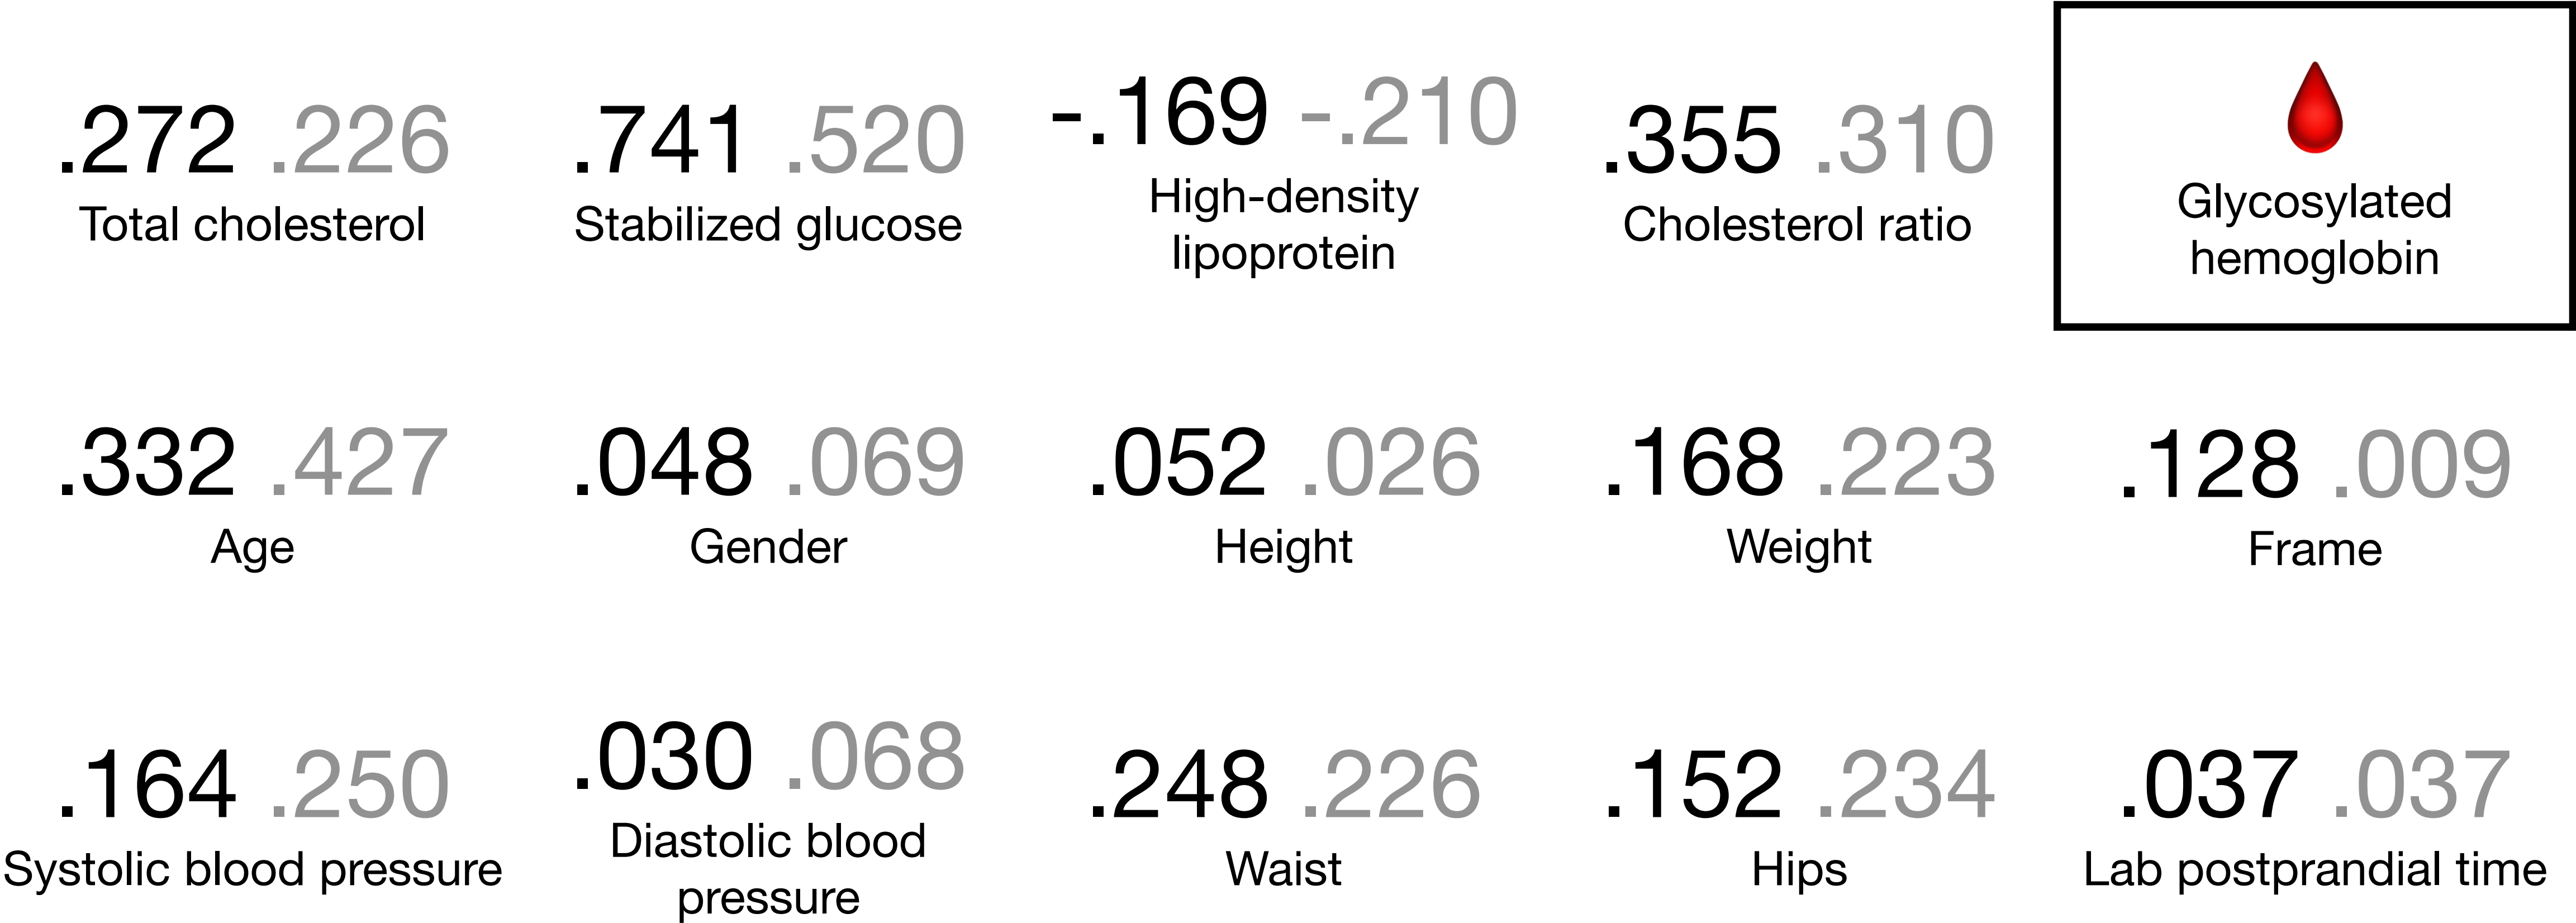 .272 .226
Total cholesterol
.741 .520
Stabilized glucose
-.169 -.210
High-density
lipoprotein
.355 .310
Cholesterol ratio
Glycosylated
hemoglobin
.332 .427
Age
.048 .069
Gender
.052 .026
Height
.168 .223
Weight
.128 .009
Frame
.164 .250
Systolic blood pressure
.030 .068
Diastolic blood
pressure
.248 .226
Waist
.152 .234
Hips
.037 .037
Lab postprandial time